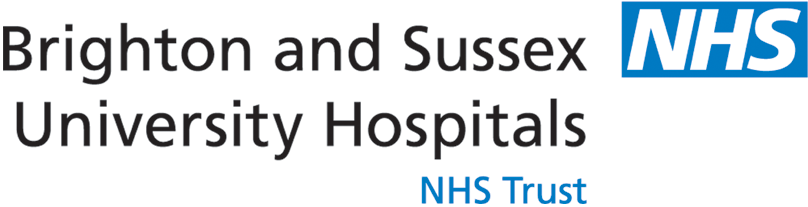 Brighton and Sussex NHS
University Hospitals
NHS Trust